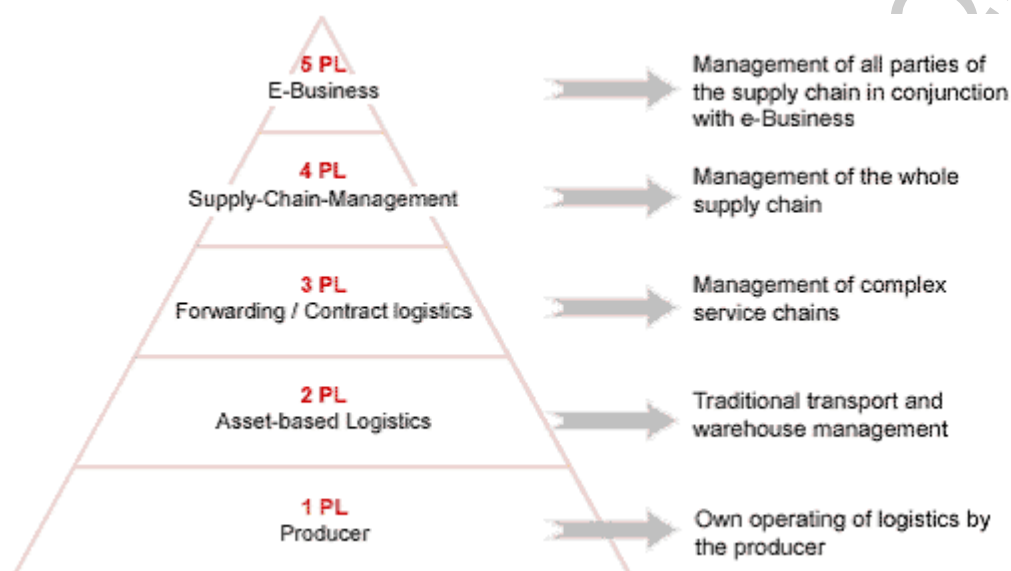 5 PL
E-Business
Management of all parties of
the supply chain in conjunction
with e-Business
4 PL
Supply-Chain-Management
Management of the whole
supply chain
3 PL
Forwarding / Contract logistics
Management of complex
service chains
2 PL
Asset-based Logistics
Traditional transport and
warehouse management
1 PL
Producer
Own operating of logistics by
the producer